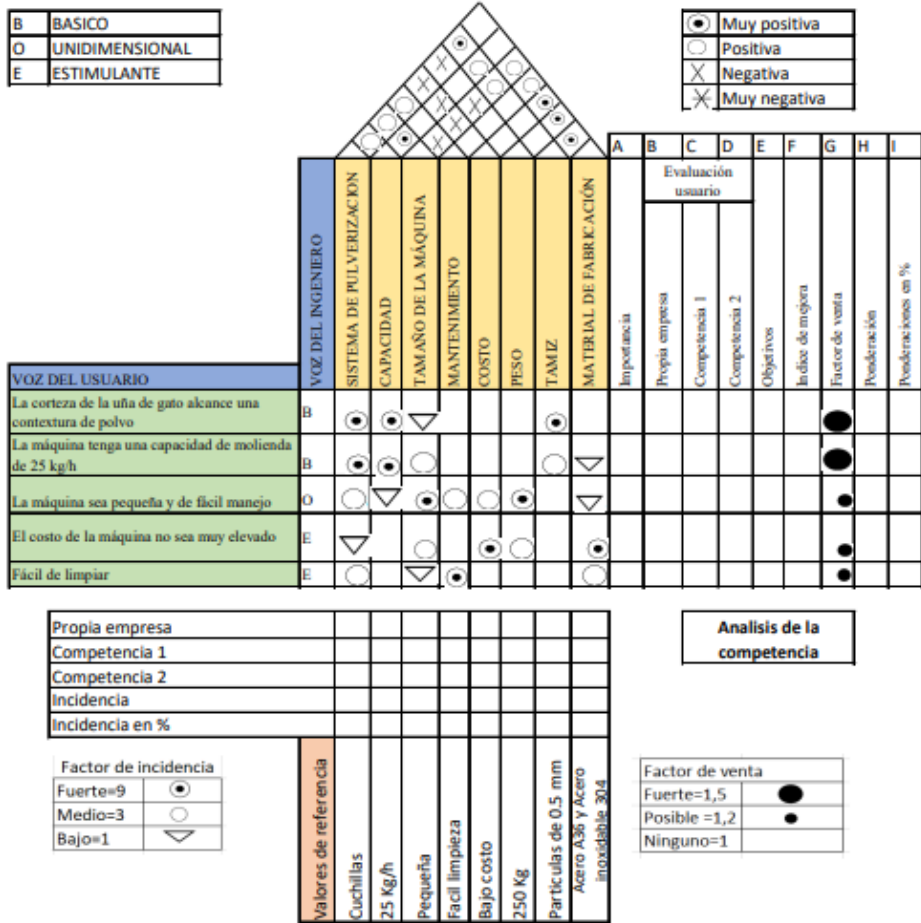 B BASICO
O UNIDIMENSIONAL
E ESTIMULANTE
Muy positiva
Positiva
Negativa
Muy negativa
A B C D E F G H I
Evaluación
usuario
VOZ DEL INGENIERO
SISTEMA DE PULVERIZACION
CAPACIDAD
TAMAÑO DE LA MÁQUINA
MANTENIMIENTO
COSTO
PESO
TAMIZ
MATERIAL DE FABRICACIÓN
Importancia
Propia empresa
Competencia 1
Competencia 2
Objetivos
Indice de mejora
Factor de venta
Ponderación
Ponderaciones en %
VOZ DEL USUARIO
La corteza de la uña de gato alcance una
contextura de polvo
B
La máquina tenga una capacidad de molienda
de 25 kg/h
B
La máquina sea pequeña y de fácil manejo
O
El costo de la máquina no sea muy elevado
E
Fácil de limpiar
E
Propia empresa
Competencia 1
Competencia 2
Incidencia
Incidencia en %
Analisis de la
competencia
Factor de incidencia
Fuerte=9
Medio=3
Bajo=1
Valores de referencia
Cuchillas
25 Kg/h
Pequeña
Facil limpieza
Bajo costo
250 Kg
Particulas de 0.5 mm
Acero A36 y Acero
inoxidable 304
Factor de venta
Fuerte=1,5
Posible =1,2
Ninguno=1